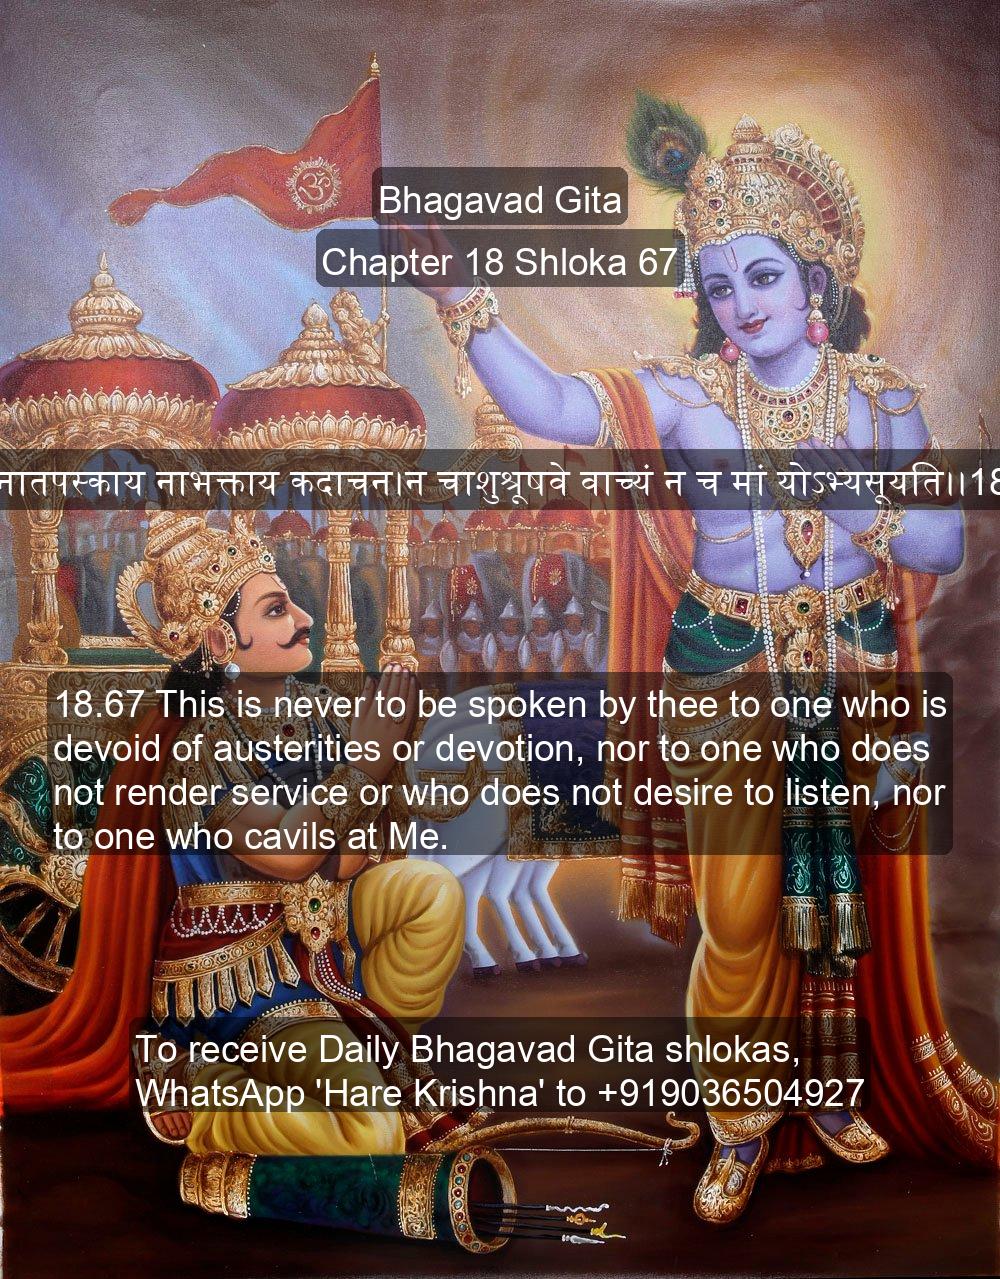 ॐ
Bhagavad Gita
Chapter 18 Shloka 67
नातपस्काय नाभक्ताय कदाचन।न चाशुश्रूषवे वाच्यं न च मां योऽभ्यसूयति।।18
18.67 This is never to be spoken by thee to one who is
devoid of austerities or devotion, nor to one who does
not render service or who does not desire to listen, nor
to one who cavils at Me.
To receive Daily Bhagavad Gita shlokas,
WhatsApp 'Hare Krishna' to +919036504927